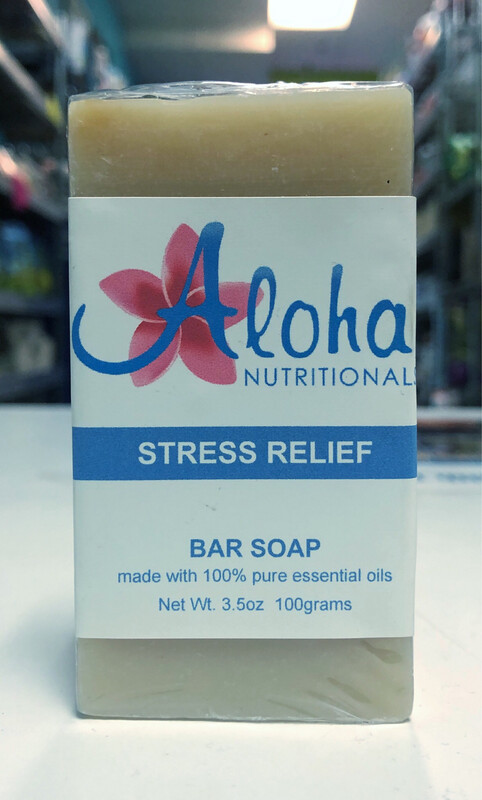 Aloha
NUTRITIONALS
STRESS RELIEF
BAR SOAP
made with 100% pure essential oils
Net Wt. 3.5oz 100grams